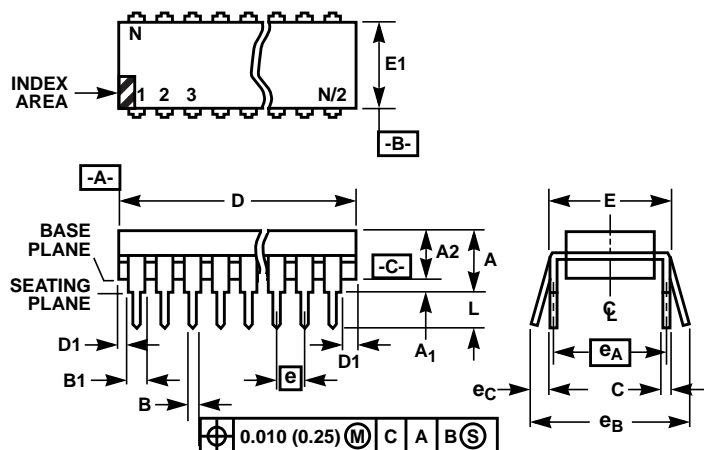 N
E1
INDEX
AREA
1 2 3 N/2
-B-
-A-
D
E
BASE
PLANE
A2
A
-C-
SEATING
PLANE
L
C
L
D1
A1
D1
e
eA
B1
eC
C
B
eB
0.010 (0.25) M C A B S